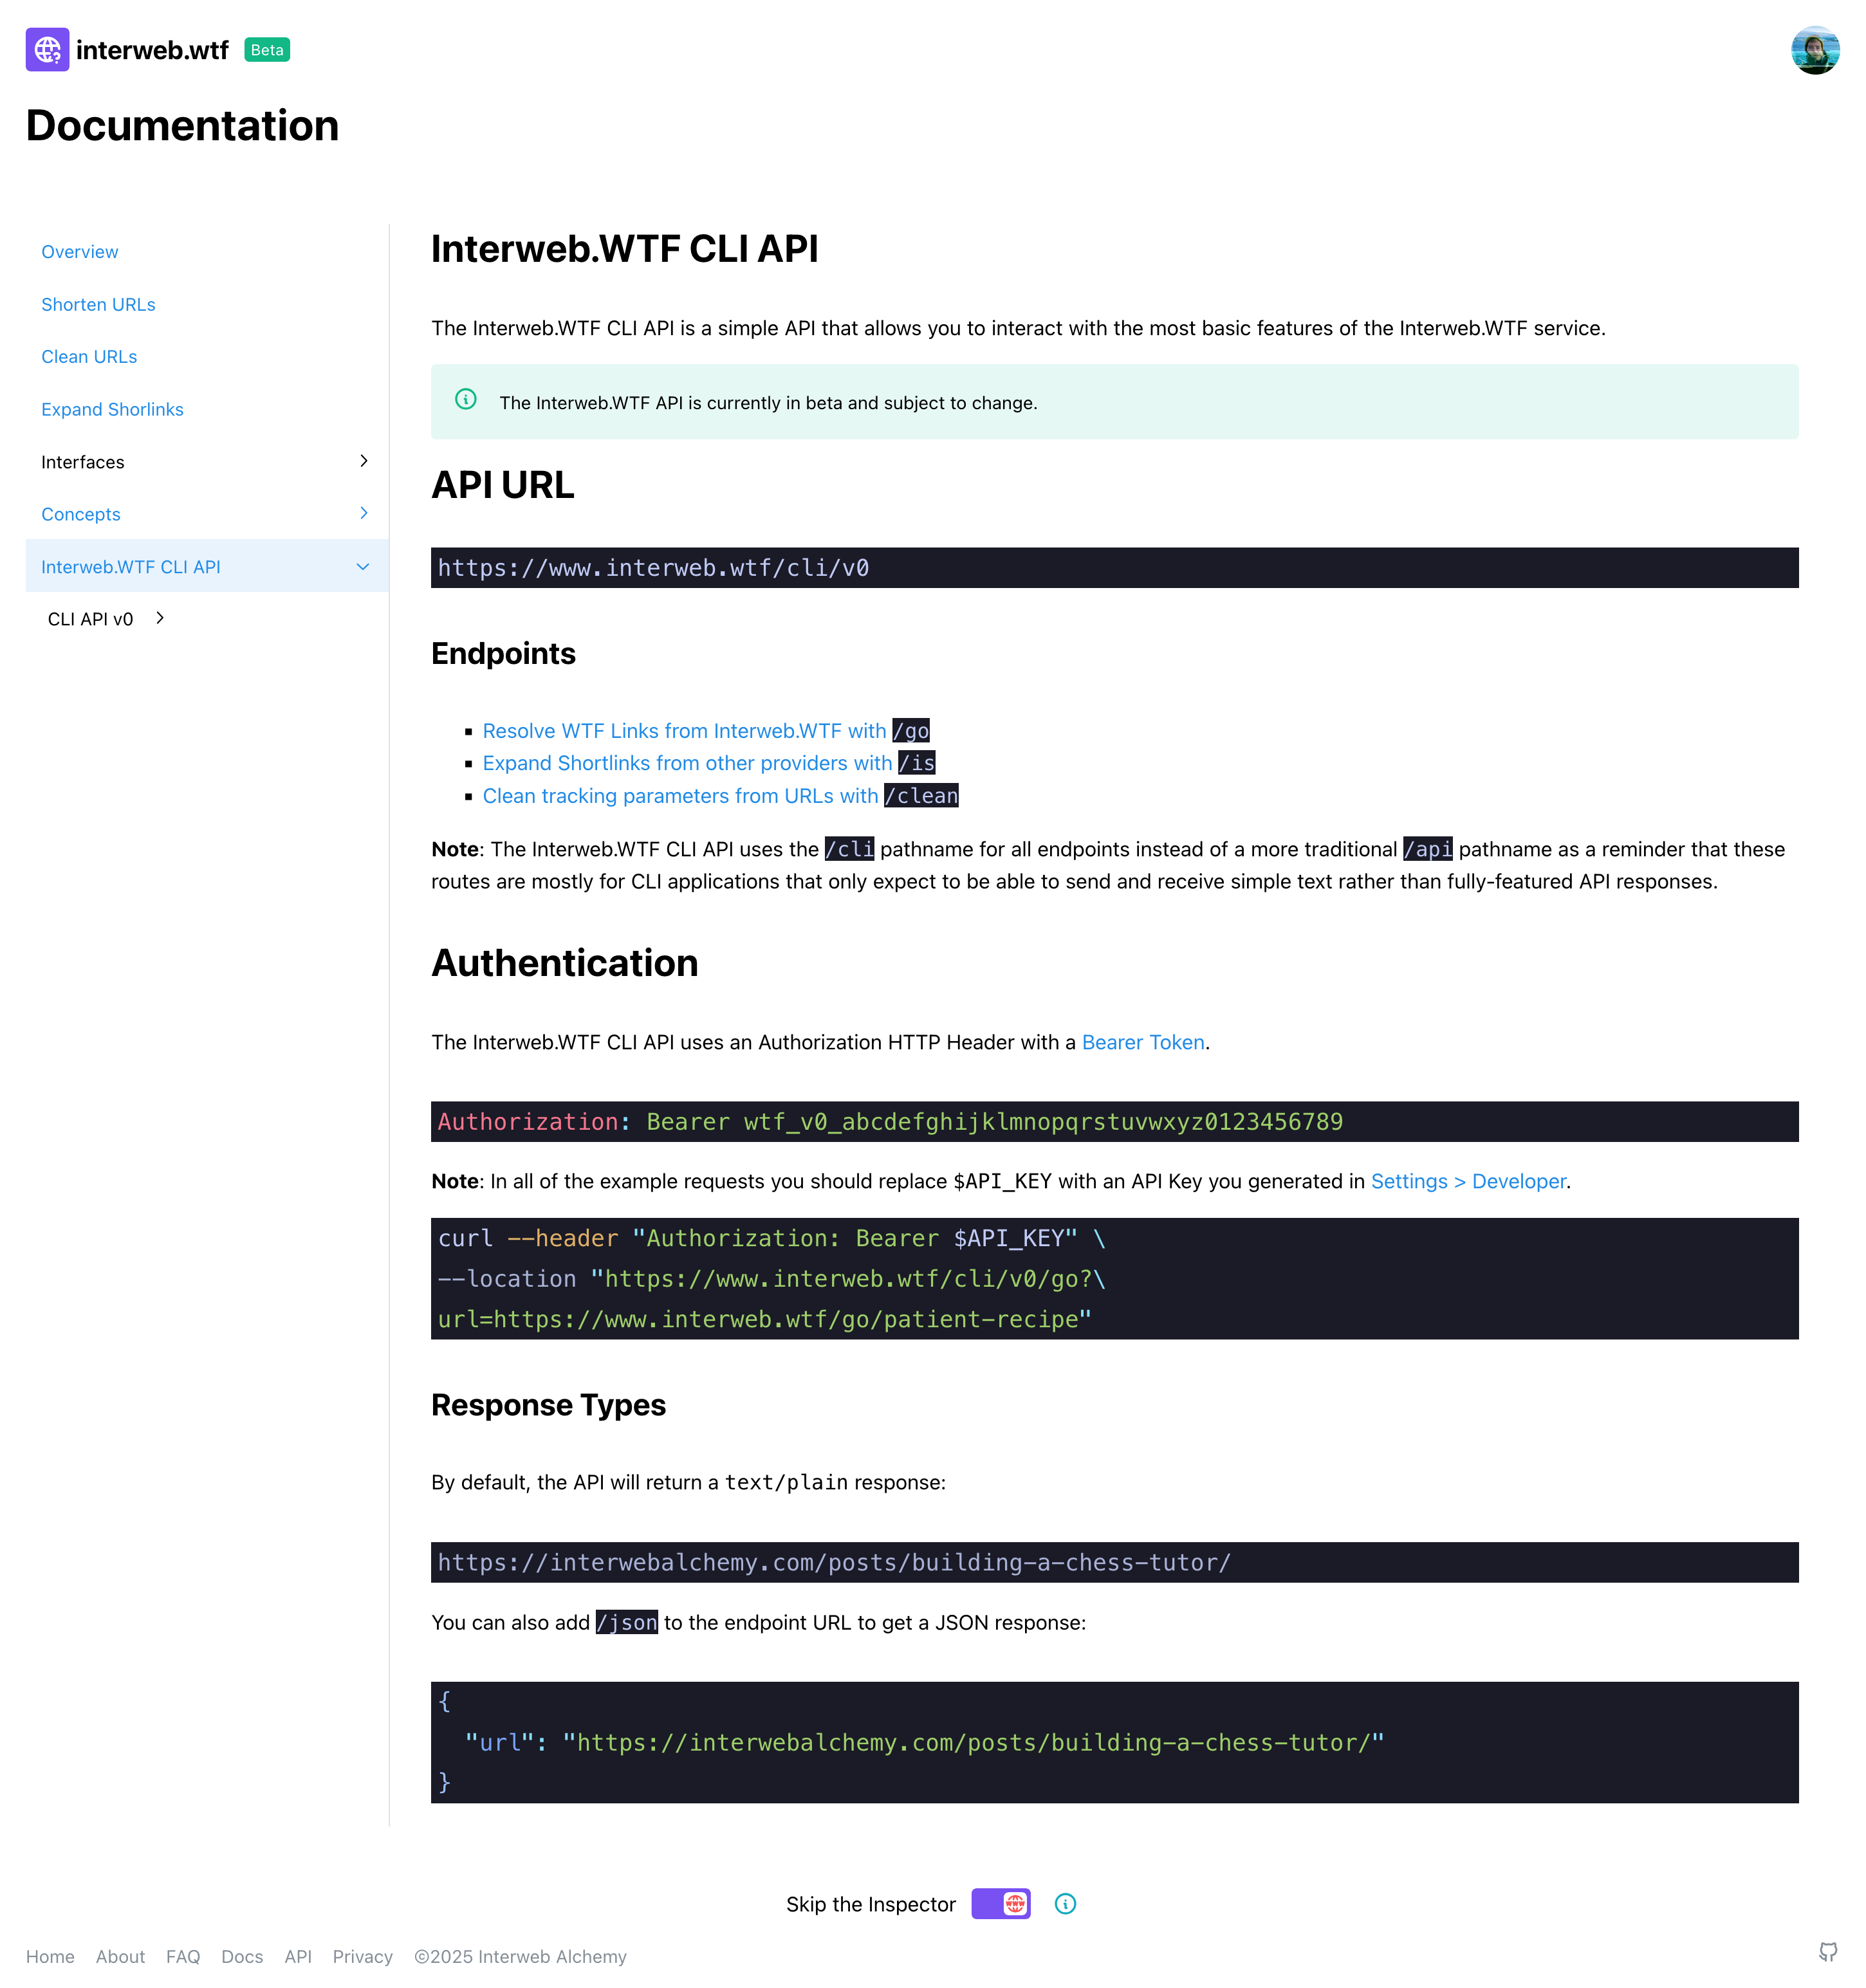 interweb.wtf Beta
Documentation
Overview
Shorten URLs
Clean URLs
Expand Shorlinks
Interfaces
Concepts
Interweb.WTF CLI API
CLI API v0
Interweb.WTF CLI API
The Interweb.WTF CLI API is a simple API that allows you to interact with the most basic features of the Interweb.WTF service.
The Interweb.WTF API is currently in beta and subject to change.
API URL
https://www.interweb.wtf/cli/v0
Endpoints
▪ Resolve WTF Links from Interweb.WTF with /go
▪ Expand Shortlinks from other providers with /is
▪ Clean tracking parameters from URLs with /clean
Note: The Interweb.WTF CLI API uses the /cli pathname for all endpoints instead of a more traditional /api pathname as a reminder that these
routes are mostly for CLI applications that only expect to be able to send and receive simple text rather than fully-featured API responses.
Authentication
The Interweb.WTF CLI API uses an Authorization HTTP Header with a Bearer Token.
Authorization: Bearer wtf_v0_abcdefghijklmnopqrstuvwxyz0123456789
Note: In all of the example requests you should replace $API_KEY with an API Key you generated in Settings > Developer.
curl --header "Authorization: Bearer $API_KEY" \
--location "https://www.interweb.wtf/cli/v0/go?\
url=https://www.interweb.wtf/go/patient-recipe"
Response Types
By default, the API will return a text/plain response:
https://interwebalchemy.com/posts/building-a-chess-tutor/
You can also add /json to the endpoint URL to get a JSON response:
{
  "url": "https://interwebalchemy.com/posts/building-a-chess-tutor/"
}
Skip the Inspector
Home About FAQ Docs API Privacy ©2025 Interweb Alchemy